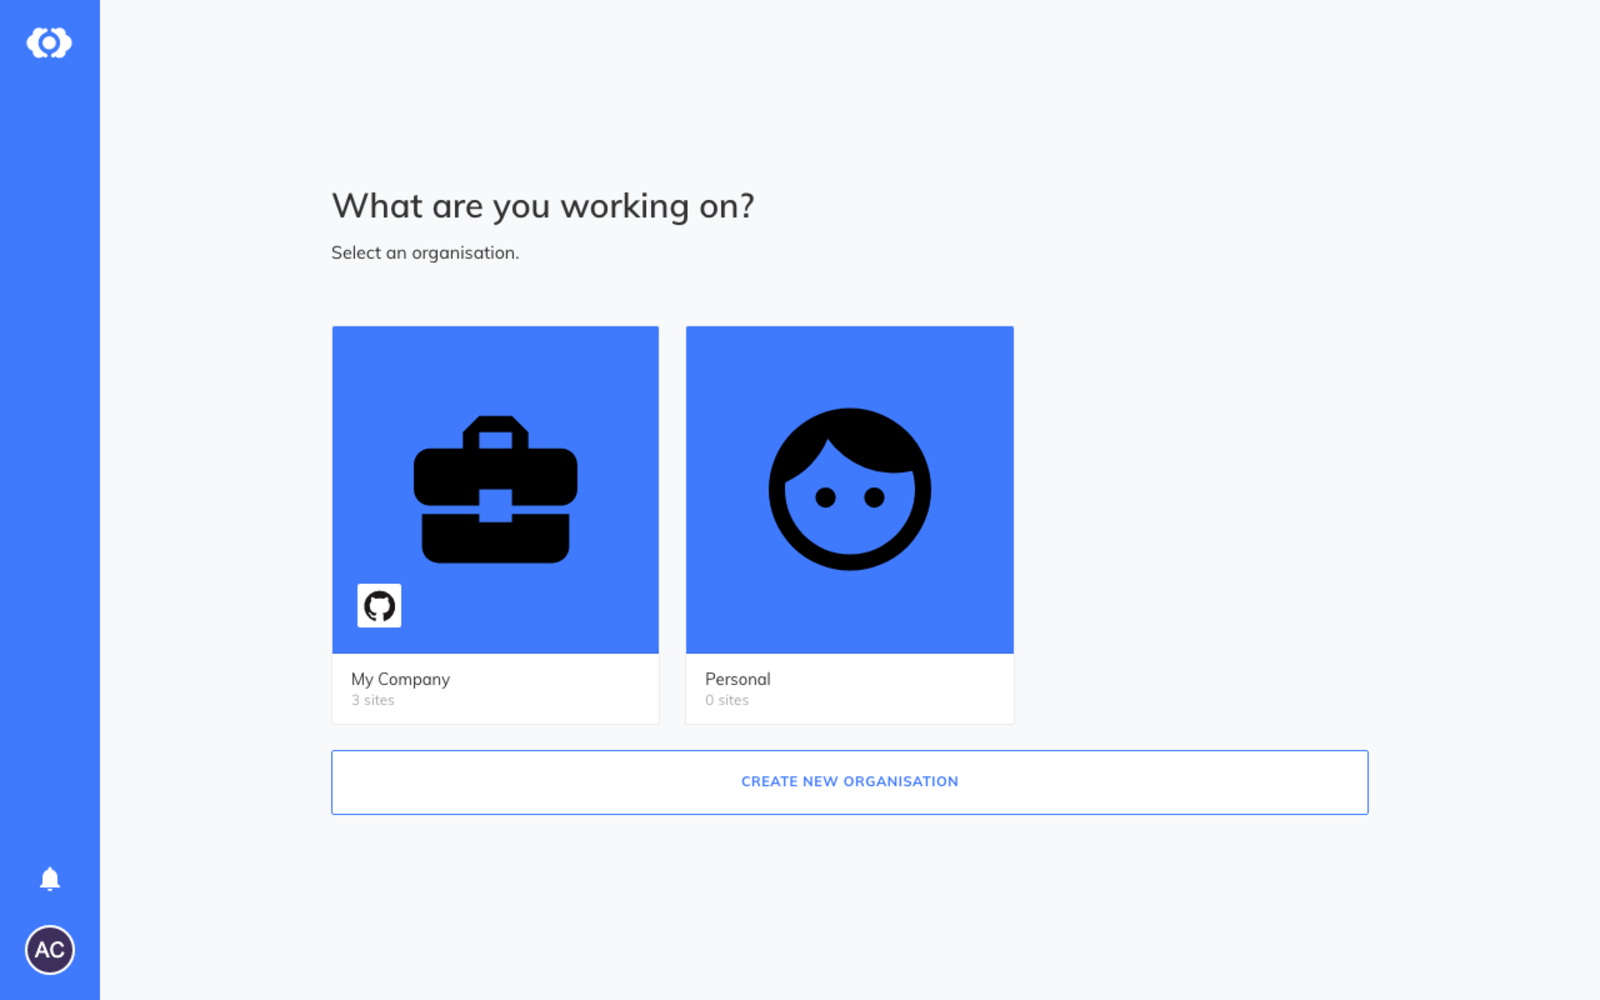 What are you working on?
Select an organisation.
My Company
3 sites
Personal
0 sites
CREATE NEW ORGANISATION
AC